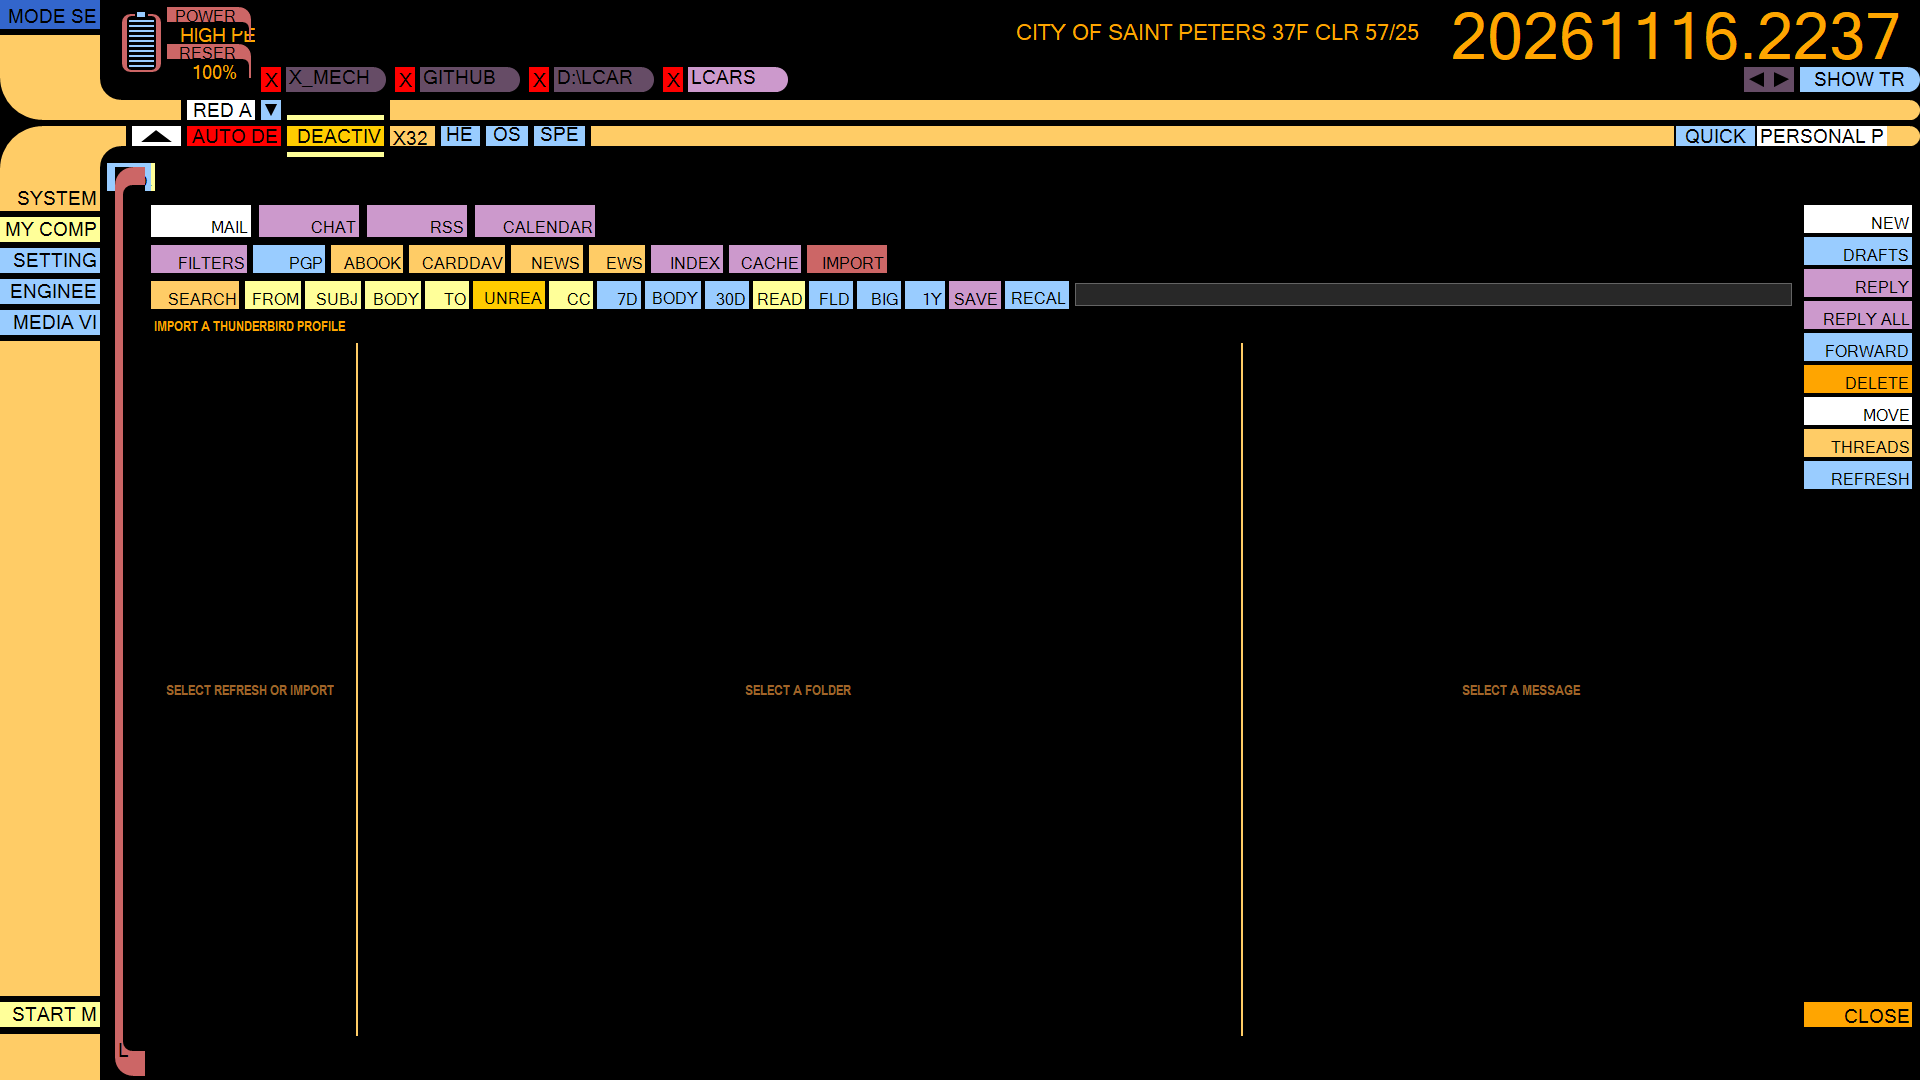 MODE SE
POWER
HIGH PE
RESER
100%
CITY OF SAINT PETERS 37F CLR 57/25
20261116.2237
X X_MECH X GITHUB X D:\LCAR X LCARS
SHOW TR
RED A
AUTO DE DEACTIV X32 HE OS SPE
QUICK PERSONAL P
SYSTEM
MY COMP
SETTING
ENGINEE
MEDIA VI
MAIL CHAT RSS CALENDAR
FILTERS PGP ABOOK CARDDAV NEWS EWS INDEX CACHE IMPORT
SEARCH FROM SUBJ BODY TO UNREA CC 7D BODY 30D READ FLD BIG 1Y SAVE RECAL
IMPORT A THUNDERBIRD PROFILE
NEW
DRAFTS
REPLY
REPLY ALL
FORWARD
DELETE
MOVE
THREADS
REFRESH
SELECT REFRESH OR IMPORT
SELECT A FOLDER
SELECT A MESSAGE
START M
CLOSE
L